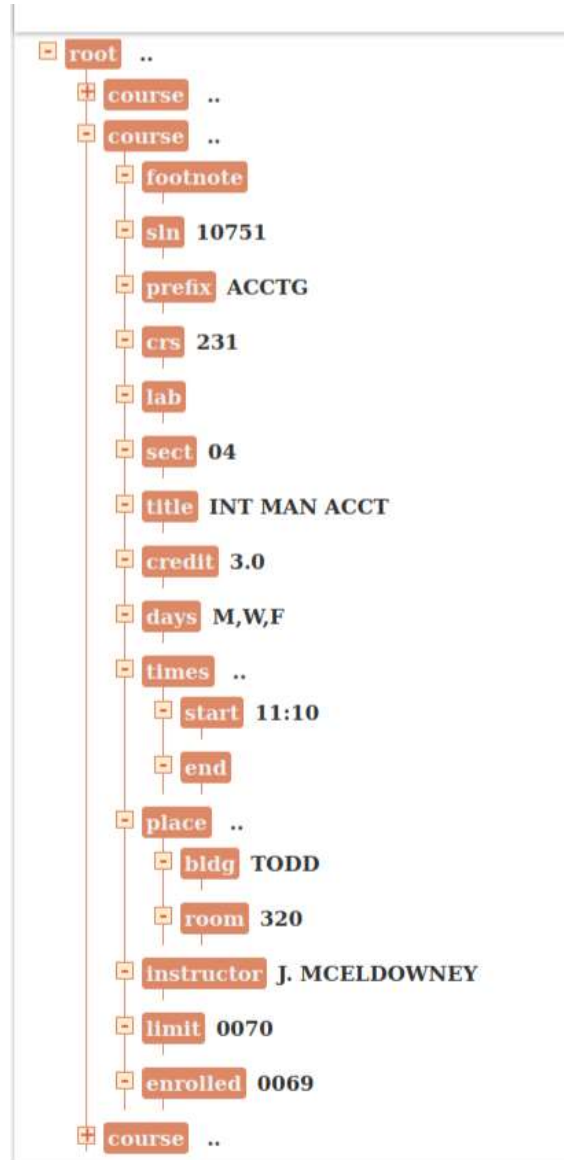 root ..
course ..
course ..
footnote
sln 10751
prefix ACCTG
crs 231
lab
sect 04
title INT MAN ACCT
credit 3.0
days M,W,F
times ..
start 11:10
end
place ..
bldg TODD
room 320
instructor J. MCELDOWNEY
limit 0070
enrolled 0069
course ..